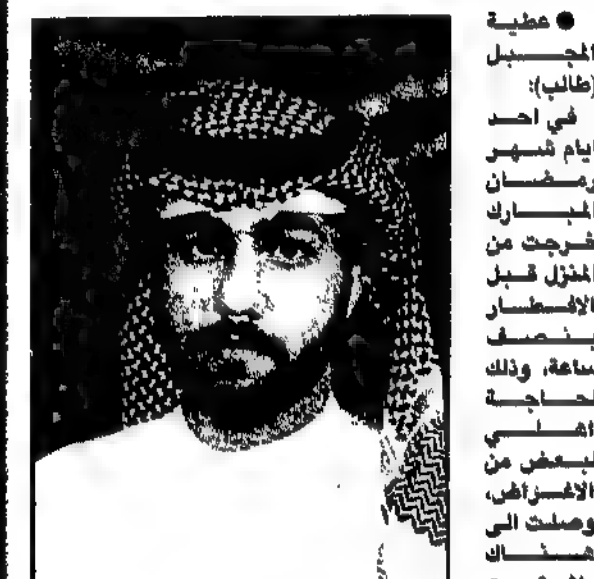 ● عطية
المجبل
(طالب):
في احد
ايام شهر
رمضان
المبارك
خرجت من
المنزل قبل
الافطار
بنصف
ساعة، وذلك
لحاجة
اهلي
لبعض من
الاغراض،
وصلت الى
هناك